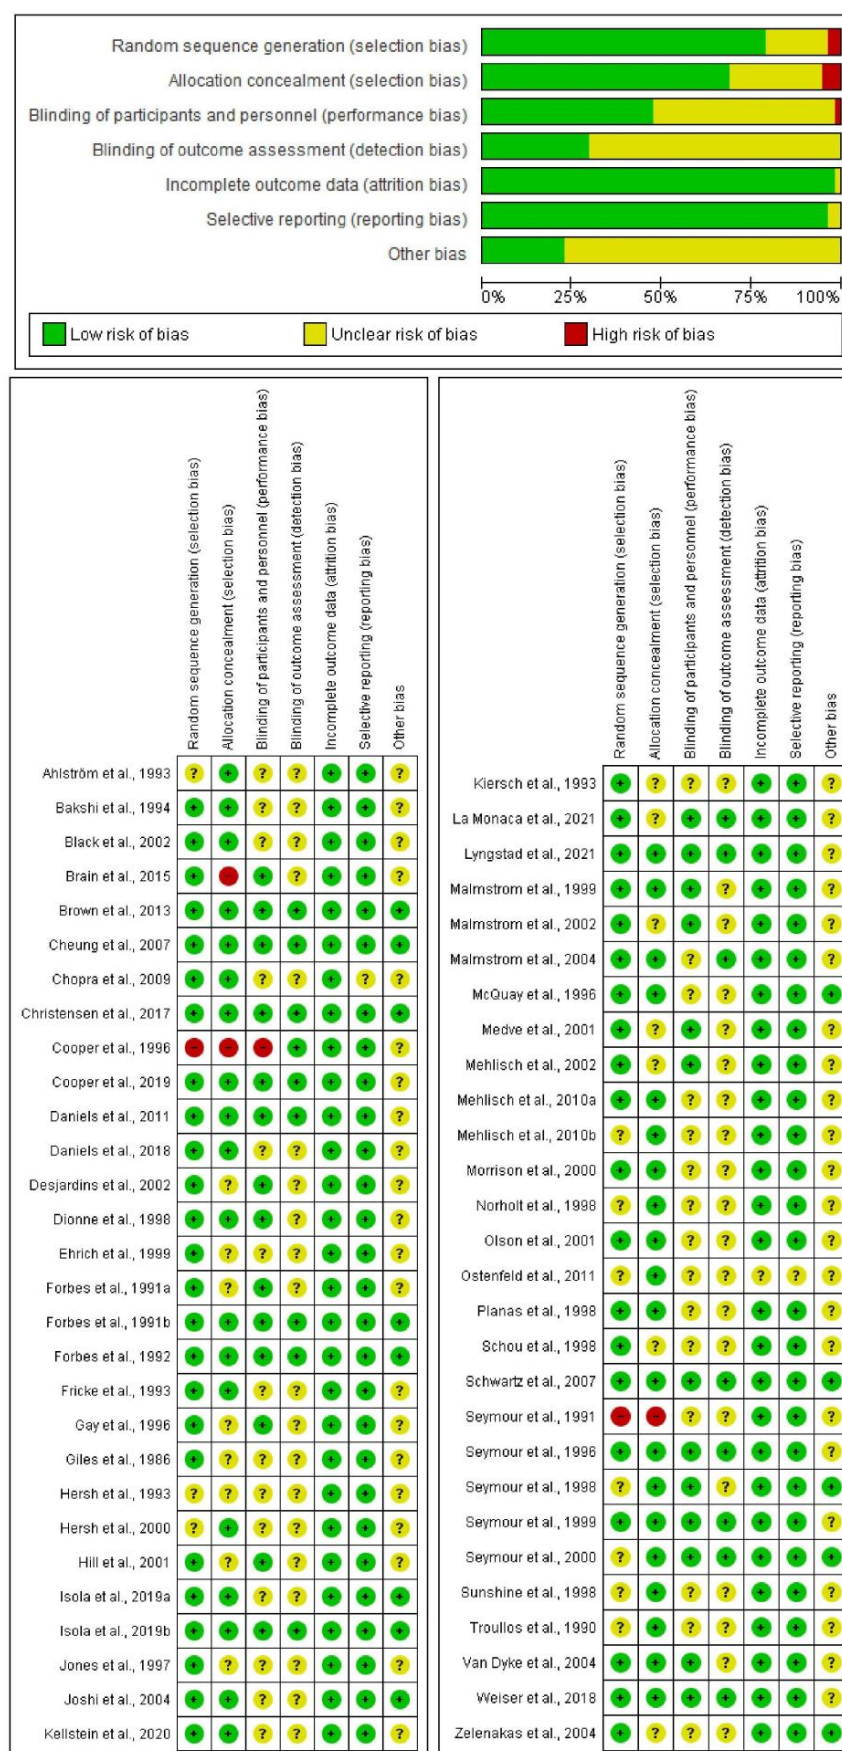 Random sequence generation (selection bias)
Allocation concealment (selection bias)
Blinding of participants and personnel (performance bias)
Blinding of outcome assessment (detection bias)
Incomplete outcome data (attrition bias)
Selective reporting (reporting bias)
Other bias
0% 25% 50% 75% 100%
Low risk of bias Unclear risk of bias High risk of bias
Random sequence generation (selection bias)
Allocation concealment (selection bias)
Blinding of participants and personnel (performance bias)
Blinding of outcome assessment (detection bias)
Incomplete outcome data (attrition bias)
Selective reporting (reporting bias)
Other bias
Ahlström et al., 1993 ? + ? ? + + ?
Bakshi et al., 1994 + + ? ? + + ?
Black et al., 2002 + + ? ? + + ?
Brain et al., 2015 + - + ? + + ?
Brown et al., 2013 + + + + + + +
Cheung et al., 2007 + + + + + + +
Chopra et al., 2009 + + ? ? + ? ?
Christensen et al., 2017 + + + + + + +
Cooper et al., 1996 - - - + + + ?
Cooper et al., 2019 + + + + + + ?
Daniels et al., 2011 + + + + + + ?
Daniels et al., 2018 + + ? ? + + ?
Desjardins et al., 2002 + ? + ? + + ?
Dionne et al., 1998 + + + ? + + ?
Ehrich et al., 1999 + ? ? ? + + ?
Forbes et al., 1991a + ? + ? + + ?
Forbes et al., 1991b + + + + + + +
Forbes et al., 1992 + + + + + + +
Fricke et al., 1993 + + ? ? + + ?
Gay et al., 1996 + ? + ? + + ?
Giles et al., 1986 + ? ? ? + + ?
Hersh et al., 1993 ? ? ? ? + + ?
Hersh et al., 2000 ? + ? ? + + ?
Hill et al., 2001 + ? + ? + + ?
Isola et al., 2019a + + ? ? + + +
Isola et al., 2019b + + + + + + +
Jones et al., 1997 + ? ? ? + + ?
Joshi et al., 2004 + + ? ? + + +
Kellstein et al., 2020 + + ? ? + + ?
Random sequence generation (selection bias)
Allocation concealment (selection bias)
Blinding of participants and personnel (performance bias)
Blinding of outcome assessment (detection bias)
Incomplete outcome data (attrition bias)
Selective reporting (reporting bias)
Other bias
Kiersch et al., 1993 + ? ? ? + + ?
La Monaca et al., 2021 + ? + + + + ?
Lyngstad et al., 2021 + + + + + + ?
Malmstrom et al., 1999 + + + ? + + ?
Malmstrom et al., 2002 + ? + ? + + ?
Malmstrom et al., 2004 + + ? + + + ?
McQuay et al., 1996 + + ? ? + + +
Medve et al., 2001 + ? + ? + + ?
Mehlisch et al., 2002 + ? + ? + + ?
Mehlisch et al., 2010a + + ? ? + + ?
Mehlisch et al., 2010b ? + ? ? + + ?
Morrison et al., 2000 + + ? ? + + ?
Norholt et al., 1998 ? + ? ? + + ?
Olson et al., 2001 + + ? ? + + ?
Ostenfeld et al., 2011 ? + ? ? ? ? ?
Planas et al., 1998 + + ? ? + + ?
Schou et al., 1998 + ? ? ? + + ?
Schwartz et al., 2007 + + + + + + +
Seymour et al., 1991 - - ? ? + + ?
Seymour et al., 1996 + + + + + + ?
Seymour et al., 1998 ? + + ? + + +
Seymour et al., 1999 + + + + + + ?
Seymour et al., 2000 ? + + + + + +
Sunshine et al., 1998 ? + ? ? + + ?
Troullos et al., 1990 ? + ? ? + + ?
Van Dyke et al., 2004 + + + ? + + ?
Weiser et al., 2018 + + + + + + ?
Zelenakas et al., 2004 + ? ? ? + + +